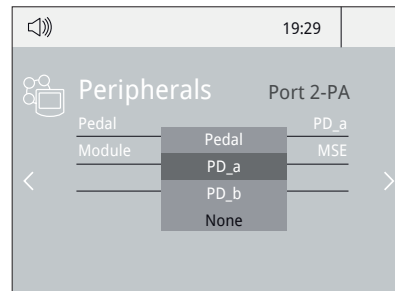 19:29
Peripherals Port 2-PA
Pedal PD_a
Module MSE
Pedal
PD_a
PD_b
None